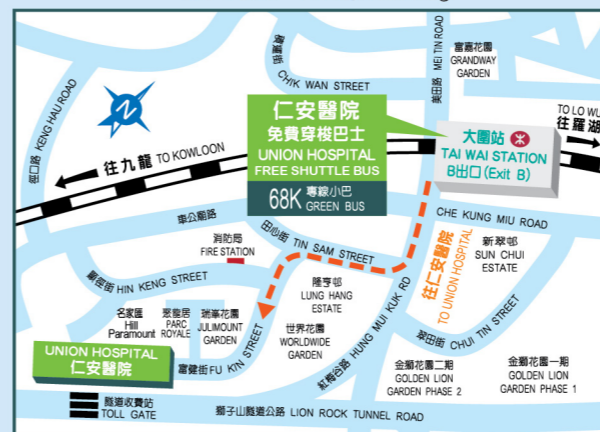 積運街
CHIK WAN STREET
美田路 MEI TIN ROAD
富嘉花園
GRANDWAY
GARDEN
徑口路 KENG HAU ROAD
N
仁安醫院
免費穿梭巴士
UNION HOSPITAL
FREE SHUTTLE BUS
68K 專線小巴
GREEN BUS
大圍站
TAI WAI STATION
B出口(Exit B)
TO LO WU
往羅湖
往九龍 TO KOWLOON
車公廟路
CHE KUNG MIU ROAD
消防局
FIRE STATION
田心街 TIN SAM STREET
往仁安醫院
TO UNION HOSPITAL
新翠邨
SUN CHUI
ESTATE
顯徑街 HIN KENG STREET
隆亨邨
LUNG HANG
ESTATE
名家匯
Hill
Paramount
聚龍居
PARC
ROYALE
瑞峯花園
JULIMOUNT
GARDEN
世界花園
WORLDWIDE
GARDEN
紅梅谷路 HUNG MUI KUK RD
翠田街 CHUI TIN STREET
UNION HOSPITAL
仁安醫院
富健街 FU KIN STREET
金獅花園二期
GOLDEN LION
GARDEN PHASE 2
金獅花園一期
GOLDEN LION
GARDEN PHASE 1
隧道收費站
TOLL GATE
獅子山隧道公路 LION ROCK TUNNEL ROAD